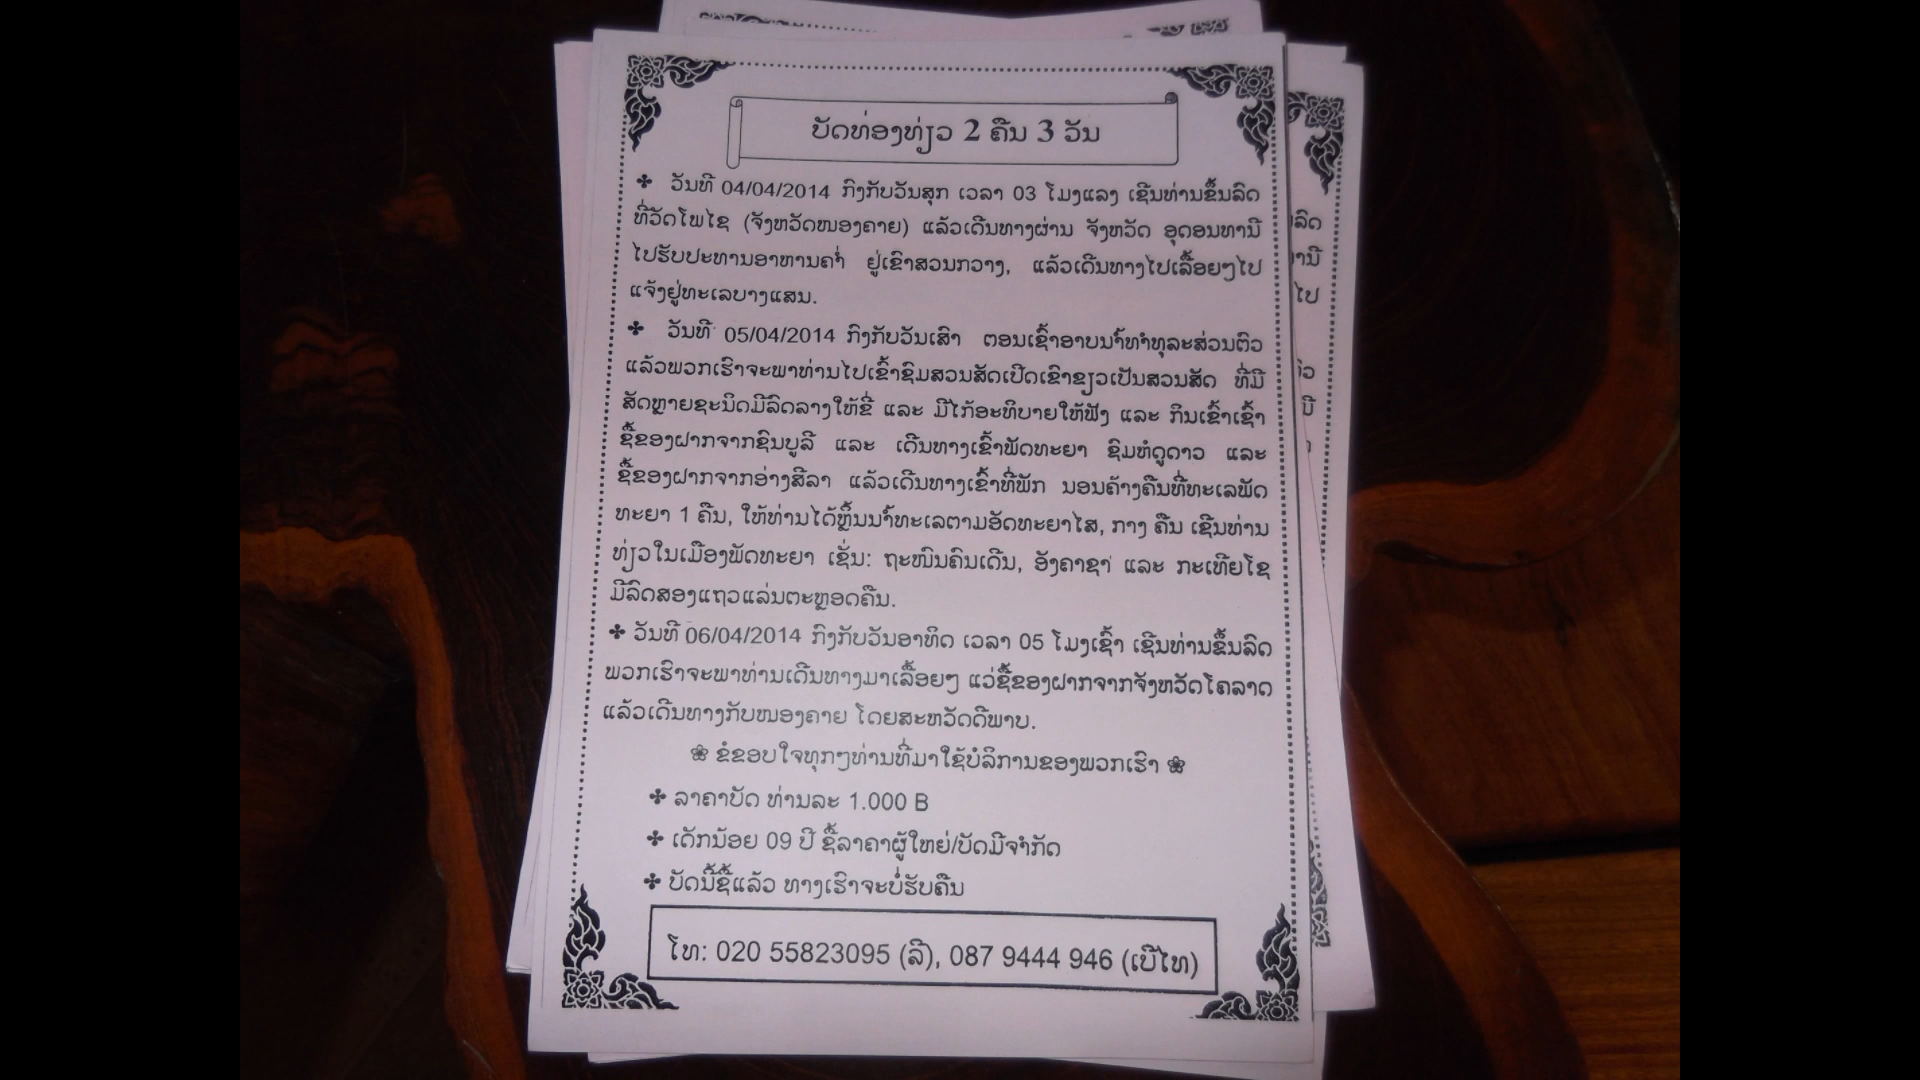 ບັດທ່ອງທ່ຽວ 2 ຄືນ 3 ວັນ
✤ ວັນທີ 04/04/2014 ກົງກັບວັນສຸກ ເວລາ 03 ໂມງແລງ ເຊີນທ່ານຂຶ້ນລົດ
ທີ່ວັດໂພໄຊ (ຈັງຫວັດໜອງຄາຍ) ແລ້ວເດີນທາງຜ່ານ ຈັງຫວັດ ອຸດອນທານີ
ໄປຮັບປະທານອາຫານຄ່ຳ ຢູ່ເຂົາສວນກວາງ, ແລ້ວເດີນທາງໄປເລື້ອຍໆໄປ
ແຈ້ງຢູ່ທະເລບາງແສນ.
✤ ວັນທີ 05/04/2014 ກົງກັບວັນເສົາ ຕອນເຊົ້າອາບນ້ຳທຳທຸລະສ່ວນຕົວ
ແລ້ວພວກເຮົາຈະພາທ່ານໄປເຂົ້າຊົມສວນສັດເປີດເຂົາຂຽວເປັນສວນສັດ ທີ່ມີ
ສັດຫຼາຍຊະນິດມີລົດລາງໃຫ້ຂີ່ ແລະ ມີໄກ້ອະທິບາຍໃຫ້ຟັງ ແລະ ກິນເຂົ້າເຊົ້າ
ຊື້ຂອງຝາກຈາກຊົນບູລີ ແລະ ເດີນທາງເຂົ້າພັດທະຍາ ຊົມຫໍດູດາວ ແລະ
ຊື້ຂອງຝາກຈາກອ່າງສີລາ ແລ້ວເດີນທາງເຂົ້າທີ່ພັກ ນອນຄ້າງຄືນທີ່ທະເລພັດ
ທະຍາ 1 ຄືນ, ໃຫ້ທ່ານໄດ້ຫຼິ້ນນ້ຳທະເລຕາມອັດທະຍາໄສ, ກາງ ຄືນ ເຊີນທ່ານ
ທ່ຽວໃນເມືອງພັດທະຍາ ເຊັ່ນ: ຖະໜົນຄົນເດີນ, ອັງຄາຊາ ແລະ ກະເທີຍໂຊ
ມີລົດສອງແຖວແລ່ນຕະຫຼອດຄືນ.
✤ ວັນທີ 06/04/2014 ກົງກັບວັນອາທິດ ເວລາ 05 ໂມງເຊົ້າ ເຊີນທ່ານຂຶ້ນລົດ
ພວກເຮົາຈະພາທ່ານເດີນທາງມາເລື້ອຍໆ ແວ່ຊື້ຂອງຝາກຈາກຈັງຫວັດໂຄລາດ
ແລ້ວເດີນທາງກັບໜອງຄາຍ ໂດຍສະຫວັດດີພາບ.
❀ ຂໍຂອບໃຈທຸກໆທ່ານທີ່ມາໃຊ້ບໍລິການຂອງພວກເຮົາ ❀
✤ ລາຄາບັດ ທ່ານລະ 1.000 B
✤ ເດັກນ້ອຍ 09 ປີ ຊື້ລາຄາຜູ້ໃຫຍ່/ບັດມີຈຳກັດ
✤ ບັດນີ້ຊື້ແລ້ວ ທາງເຮົາຈະບໍ່ຮັບຄືນ
ໂທ: 020 55823095 (ລີ), 087 9444 946 (ເບີໄທ)